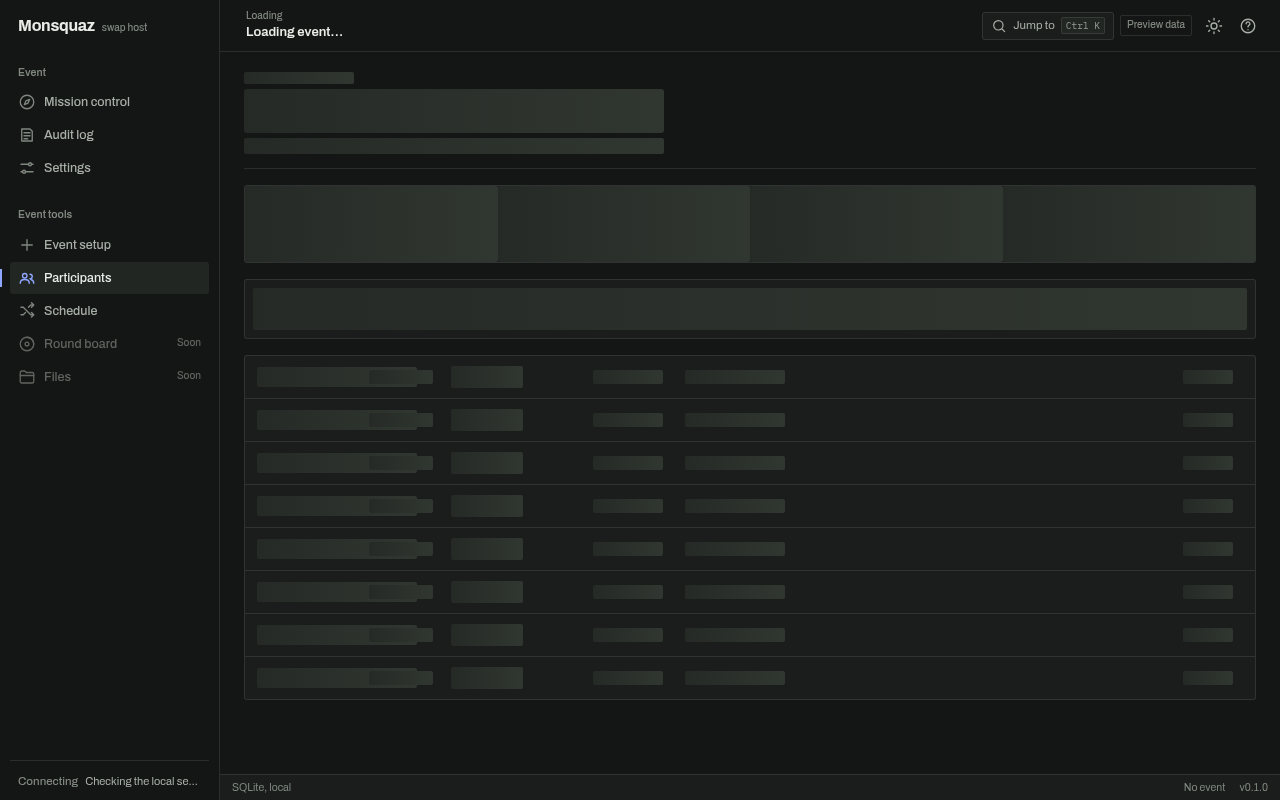 Monsquaz swap host
Event
Mission control
Audit log
Settings
Event tools
Event setup
Participants
Schedule
Round board Soon
Files Soon
Connecting Checking the local se...
Loading
Loading event...
Jump to Ctrl K
Preview data
SQLite, local
No event v0.1.0